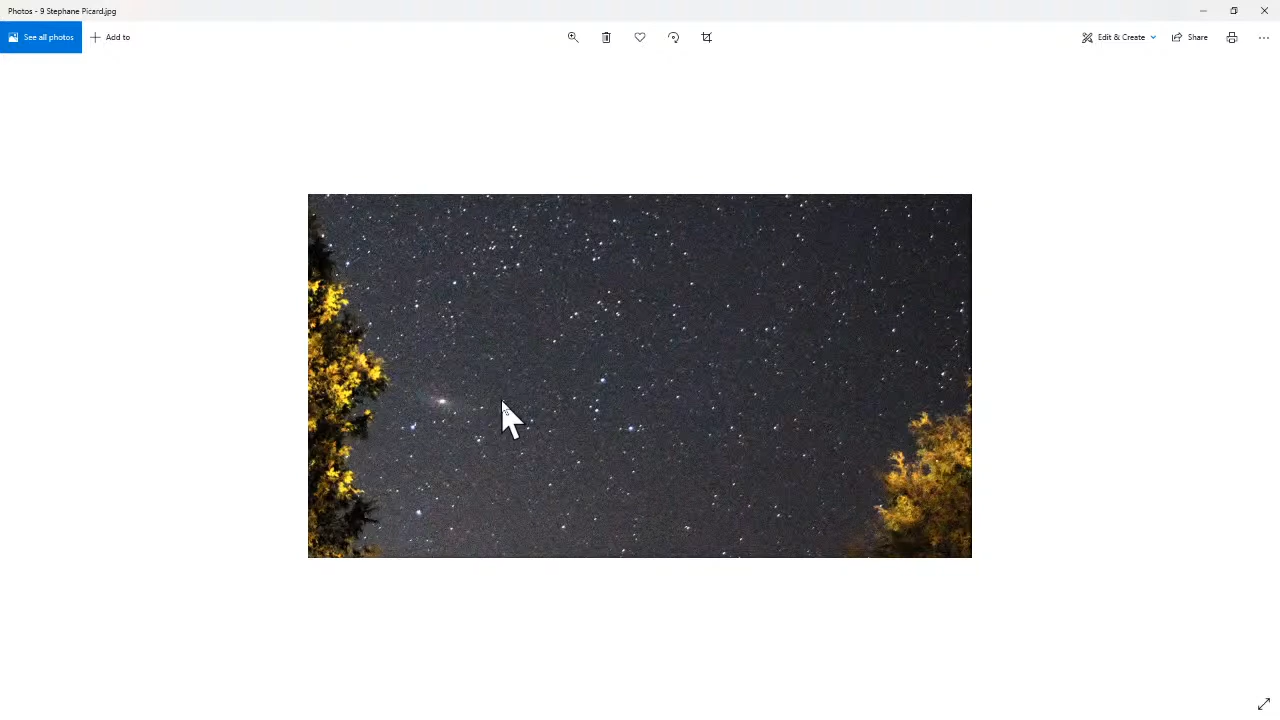 Photos - 9 Stephane Picard.jpg
See all photos
Add to
Edit & Create
Share